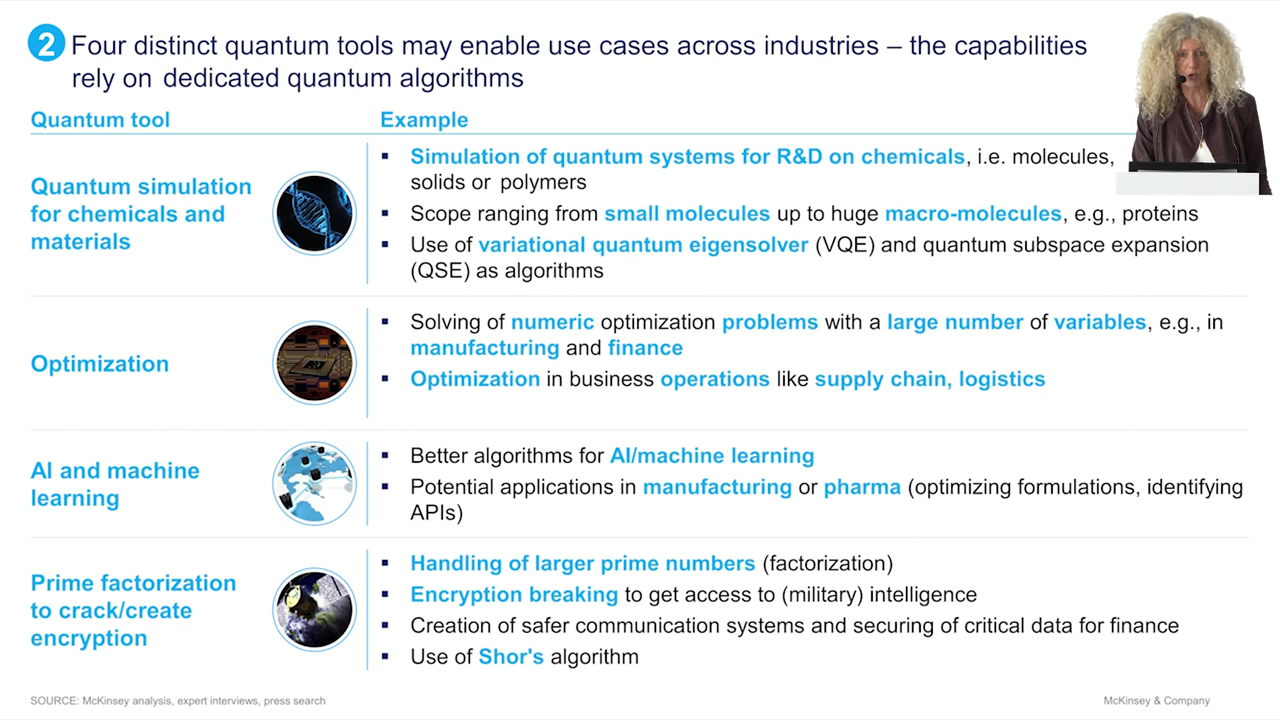 2 Four distinct quantum tools may enable use cases across industries – the capabilities
rely on dedicated quantum algorithms
Quantum tool
Example
Quantum simulation
for chemicals and
materials
▪ Simulation of quantum systems for R&D on chemicals, i.e. molecules,
solids or polymers
▪ Scope ranging from small molecules up to huge macro-molecules, e.g., proteins
▪ Use of variational quantum eigensolver (VQE) and quantum subspace expansion
(QSE) as algorithms
Optimization
▪ Solving of numeric optimization problems with a large number of variables, e.g., in
manufacturing and finance
▪ Optimization in business operations like supply chain, logistics
AI and machine
learning
▪ Better algorithms for AI/machine learning
▪ Potential applications in manufacturing or pharma (optimizing formulations, identifying
APIs)
Prime factorization
to crack/create
encryption
▪ Handling of larger prime numbers (factorization)
▪ Encryption breaking to get access to (military) intelligence
▪ Creation of safer communication systems and securing of critical data for finance
▪ Use of Shor's algorithm
SOURCE: McKinsey analysis, expert interviews, press search
McKinsey & Company